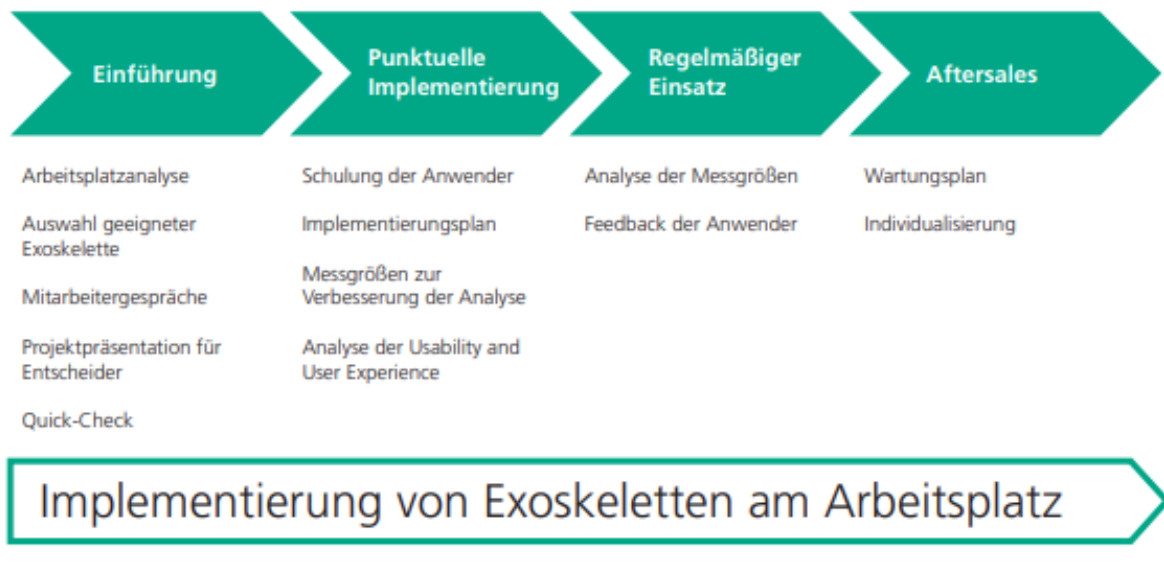 Einführung
Punktuelle
Implementierung
Regelmäßiger
Einsatz
Aftersales
Arbeitsplatzanalyse
Auswahl geeigneter
Exoskelette
Mitarbeitergespräche
Projektpräsentation für
Entscheider
Quick-Check
Schulung der Anwender
Implementierungsplan
Messgrößen zur
Verbesserung der Analyse
Analyse der Usability and
User Experience
Analyse der Messgrößen
Feedback der Anwender
Wartungsplan
Individualisierung
Implementierung von Exoskeletten am Arbeitsplatz